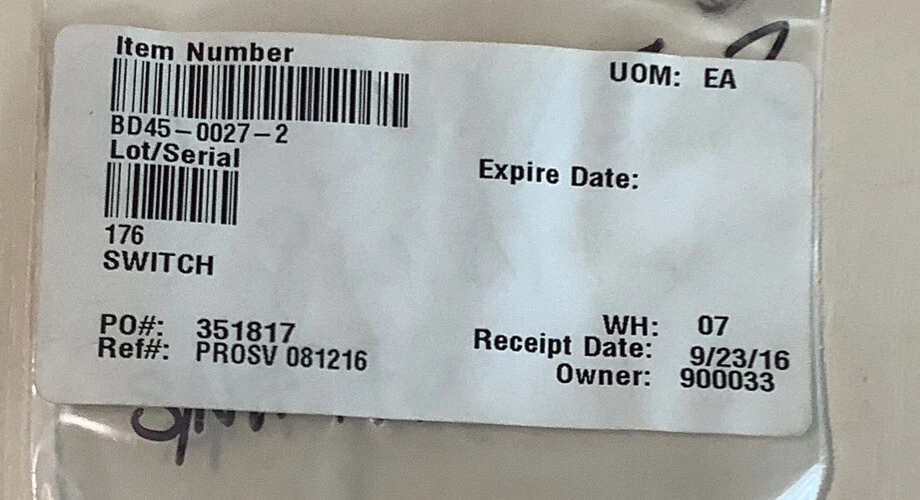 Item Number
UOM: EA
BD45-0027-2
Lot/Serial
Expire Date:
176
SWITCH
PO#: 351817
WH: 07
Ref#: PROSV 081216
Receipt Date: 9/23/16
Owner: 900033